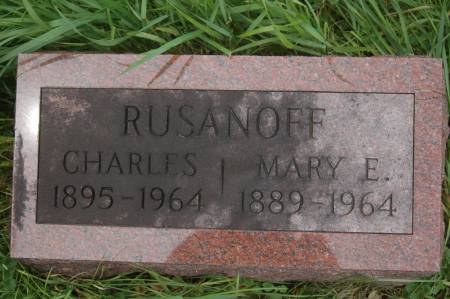 RUSANOFF
CHARLES | MARY E.
1895-1964 1889-1964